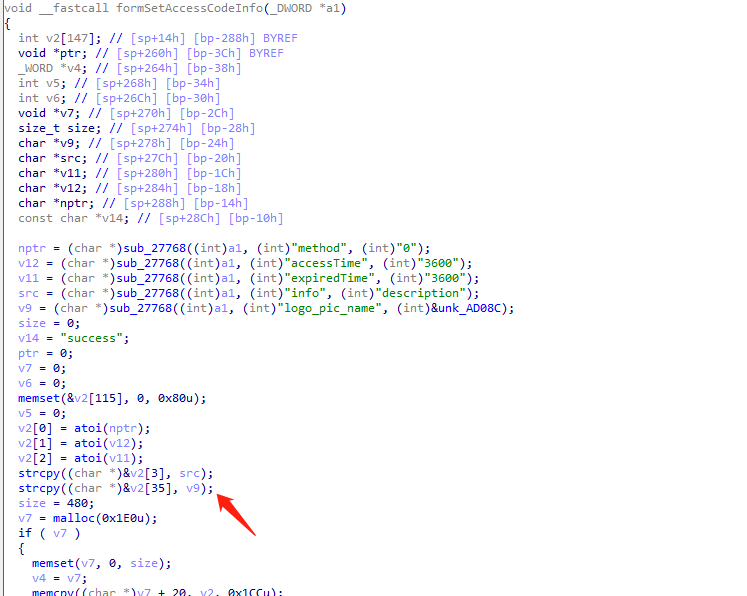 void __fastcall formSetAccessCodeInfo(_DWORD *a1)
{
  int v2[147]; // [sp+14h] [bp-288h] BYREF
  void *ptr; // [sp+260h] [bp-3Ch] BYREF
  _WORD *v4; // [sp+264h] [bp-38h]
  int v5; // [sp+268h] [bp-34h]
  int v6; // [sp+26Ch] [bp-30h]
  void *v7; // [sp+270h] [bp-2Ch]
  size_t size; // [sp+274h] [bp-28h]
  char *v9; // [sp+278h] [bp-24h]
  char *src; // [sp+27Ch] [bp-20h]
  char *v11; // [sp+280h] [bp-1Ch]
  char *v12; // [sp+284h] [bp-18h]
  char *nptr; // [sp+288h] [bp-14h]
  const char *v14; // [sp+28Ch] [bp-10h]
  nptr = (char *)sub_27768((int)a1, (int)"method", (int)"0");
  v12 = (char *)sub_27768((int)a1, (int)"accessTime", (int)"3600");
  v11 = (char *)sub_27768((int)a1, (int)"expiredTime", (int)"3600");
  src = (char *)sub_27768((int)a1, (int)"info", (int)"description");
  v9 = (char *)sub_27768((int)a1, (int)"logo_pic_name", (int)&unk_AD08C);
  size = 0;
  v14 = "success";
  ptr = 0;
  v7 = 0;
  v6 = 0;
  memset(&v2[115], 0, 0x80u);
  v5 = 0;
  v2[0] = atoi(nptr);
  v2[1] = atoi(v12);
  v2[2] = atoi(v11);
  strcpy((char *)&v2[3], src);
  strcpy((char *)&v2[35], v9);
  size = 480;
  v7 = malloc(0x1E0u);
  if ( v7 )
  {
    memset(v7, 0, size);
    v4 = v7;
    memcpy((char *)v7 + 20, v2, 0x1CCu);